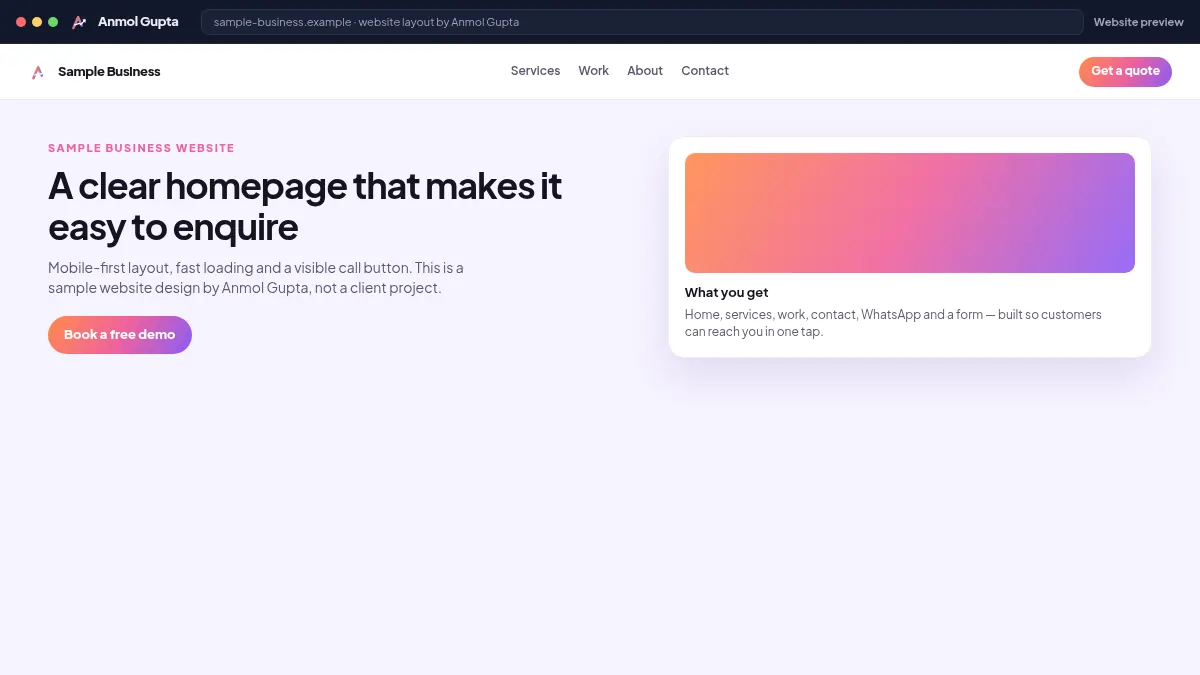 Anmol Gupta
sample-business.example · website layout by Anmol Gupta
Website preview
Sample Business
Services
Work
About
Contact
Get a quote
SAMPLE BUSINESS WEBSITE
A clear homepage that makes it
easy to enquire
Mobile-first layout, fast loading and a visible call button. This is a
sample website design by Anmol Gupta, not a client project.
Book a free demo
What you get
Home, services, work, contact, WhatsApp and a form — built so customers
can reach you in one tap.